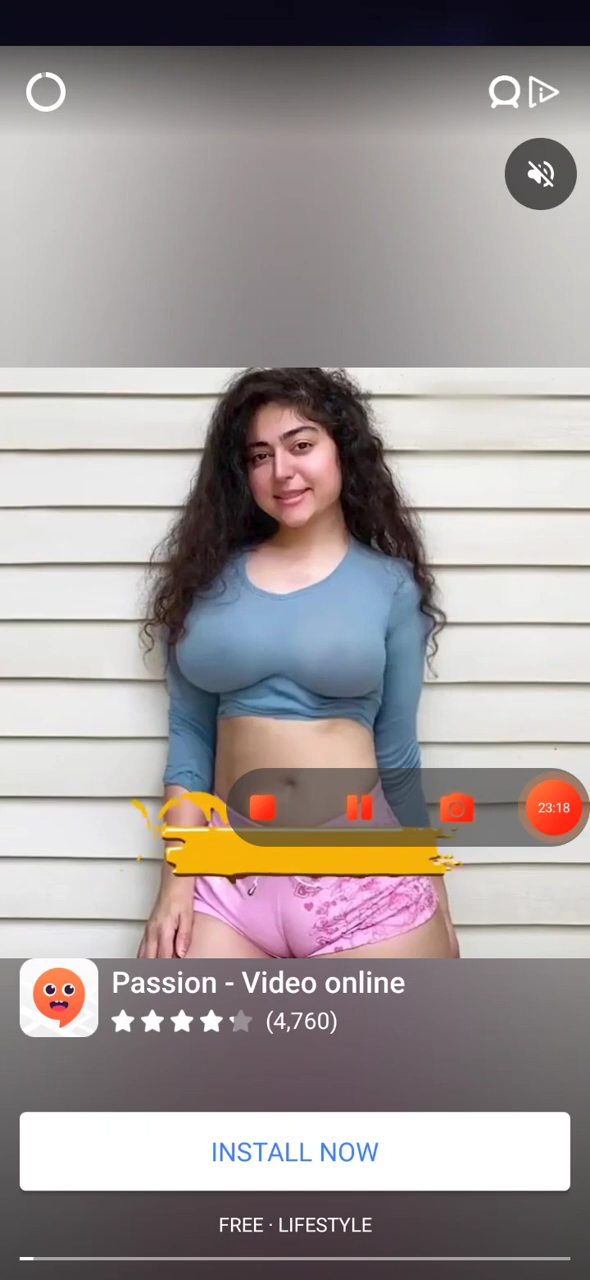 23:18
Passion - Video online
(4,760)
INSTALL NOW
FREE · LIFESTYLE